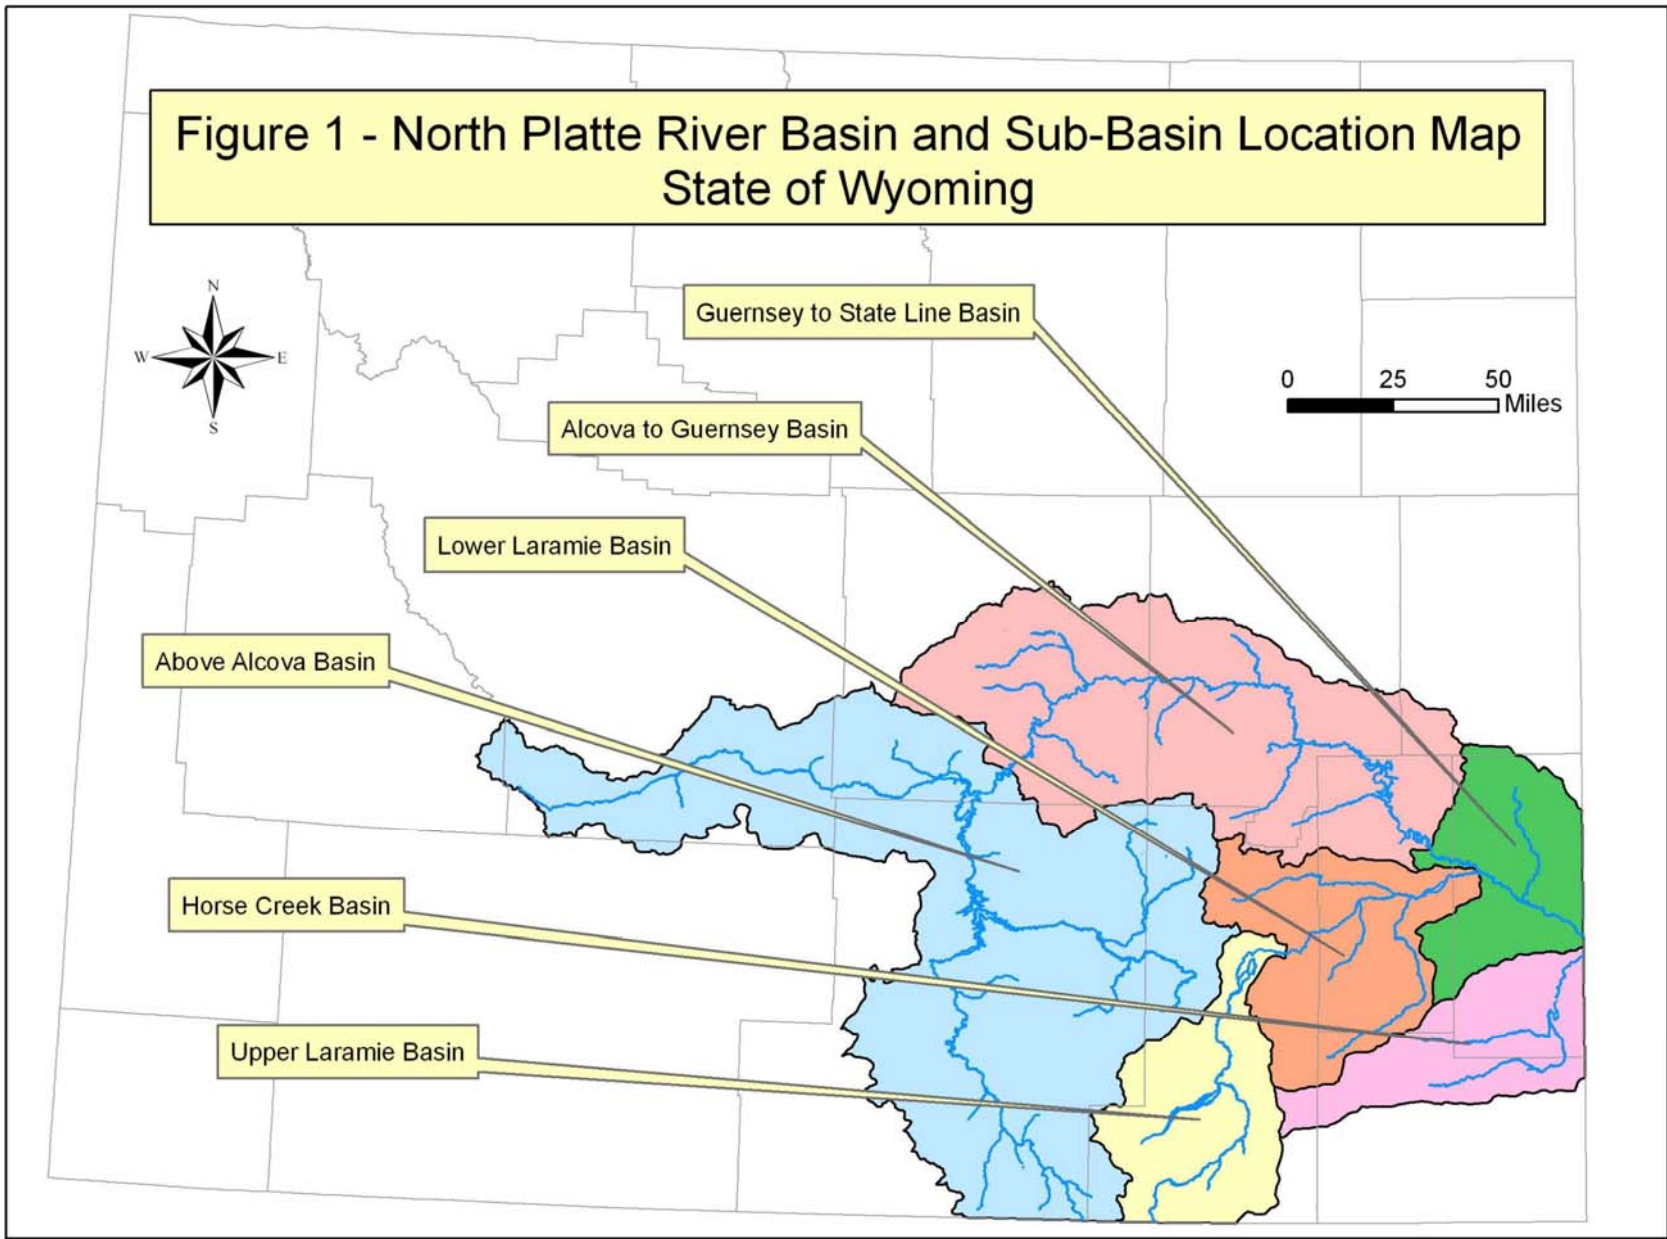 Figure 1 - North Platte River Basin and Sub-Basin Location Map
State of Wyoming
N
W
E
S
Guernsey to State Line Basin
0 25 50
Miles
Alcova to Guernsey Basin
Lower Laramie Basin
Above Alcova Basin
Horse Creek Basin
Upper Laramie Basin